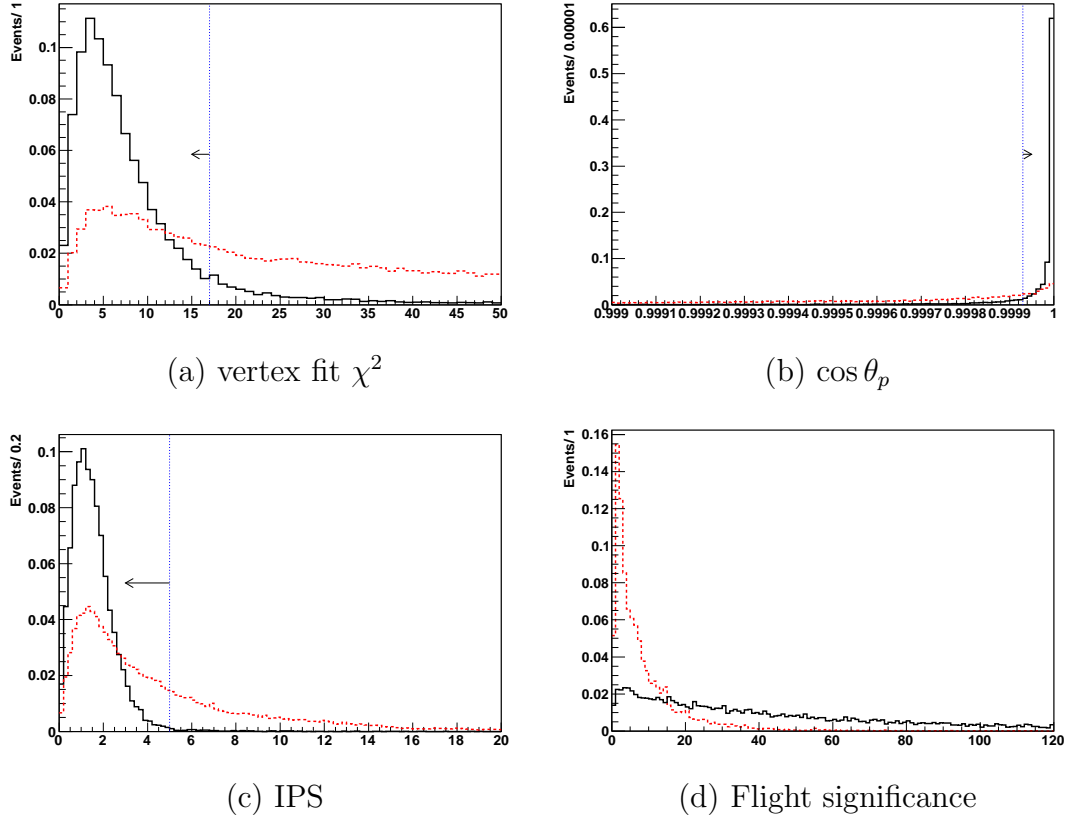 Events/ 1
0.1
0.08
0.06
0.04
0.02
0
0 5 10 15 20 25 30 35 40 45 50
(a) vertex fit χ²
Events/ 0.00001
0.6
0.5
0.4
0.3
0.2
0.1
0
0.999 0.9991 0.9992 0.9993 0.9994 0.9995 0.9996 0.9997 0.9998 0.9999 1
(b) cos θₚ
Events/ 0.2
0.1
0.08
0.06
0.04
0.02
0
0 2 4 6 8 10 12 14 16 18 20
(c) IPS
Events/ 1
0.16
0.14
0.12
0.1
0.08
0.06
0.04
0.02
0
0 20 40 60 80 100 120
(d) Flight significance